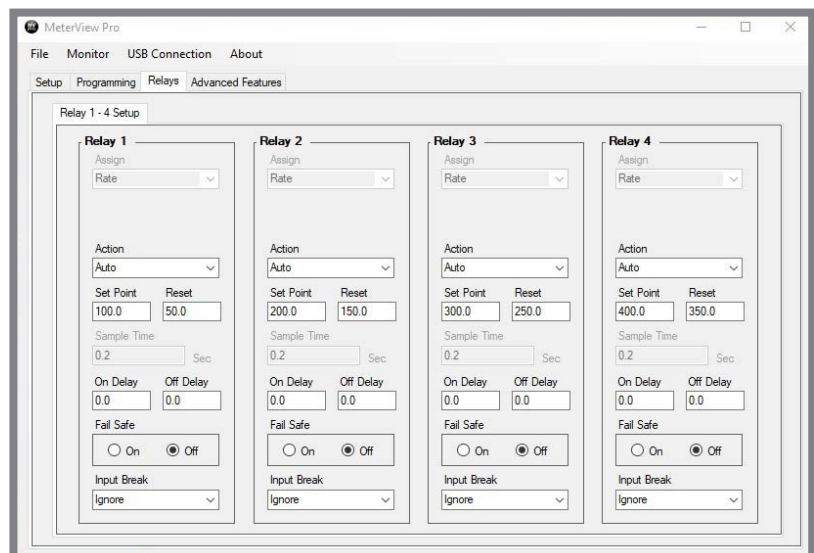 MeterView Pro
File Monitor USB Connection About
Setup Programming Relays Advanced Features
Relay 1 - 4 Setup
Relay 1
Assign
Rate
Action
Auto
Set Point Reset
100.0 50.0
Sample Time
0.2 Sec
On Delay Off Delay
0.0 0.0
Fail Safe
On Off
Input Break
Ignore
Relay 2
Assign
Rate
Action
Auto
Set Point Reset
200.0 150.0
Sample Time
0.2 Sec
On Delay Off Delay
0.0 0.0
Fail Safe
On Off
Input Break
Ignore
Relay 3
Assign
Rate
Action
Auto
Set Point Reset
300.0 250.0
Sample Time
0.2 Sec
On Delay Off Delay
0.0 0.0
Fail Safe
On Off
Input Break
Ignore
Relay 4
Assign
Rate
Action
Auto
Set Point Reset
400.0 350.0
Sample Time
0.2 Sec
On Delay Off Delay
0.0 0.0
Fail Safe
On Off
Input Break
Ignore